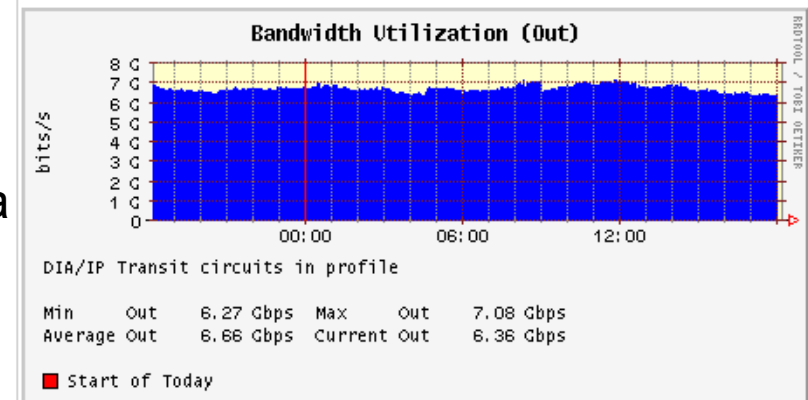 Bandwidth Utilization (Out)
RRDTOOL / TOBI OETIKER
8 G
7 G
6 G
5 G
4 G
3 G
2 G
1 G
0
bits/s
a
00:00 06:00 12:00
DIA/IP Transit circuits in profile
Min Out 6.27 Gbps Max Out 7.08 Gbps
Average Out 6.66 Gbps Current Out 6.36 Gbps
Start of Today